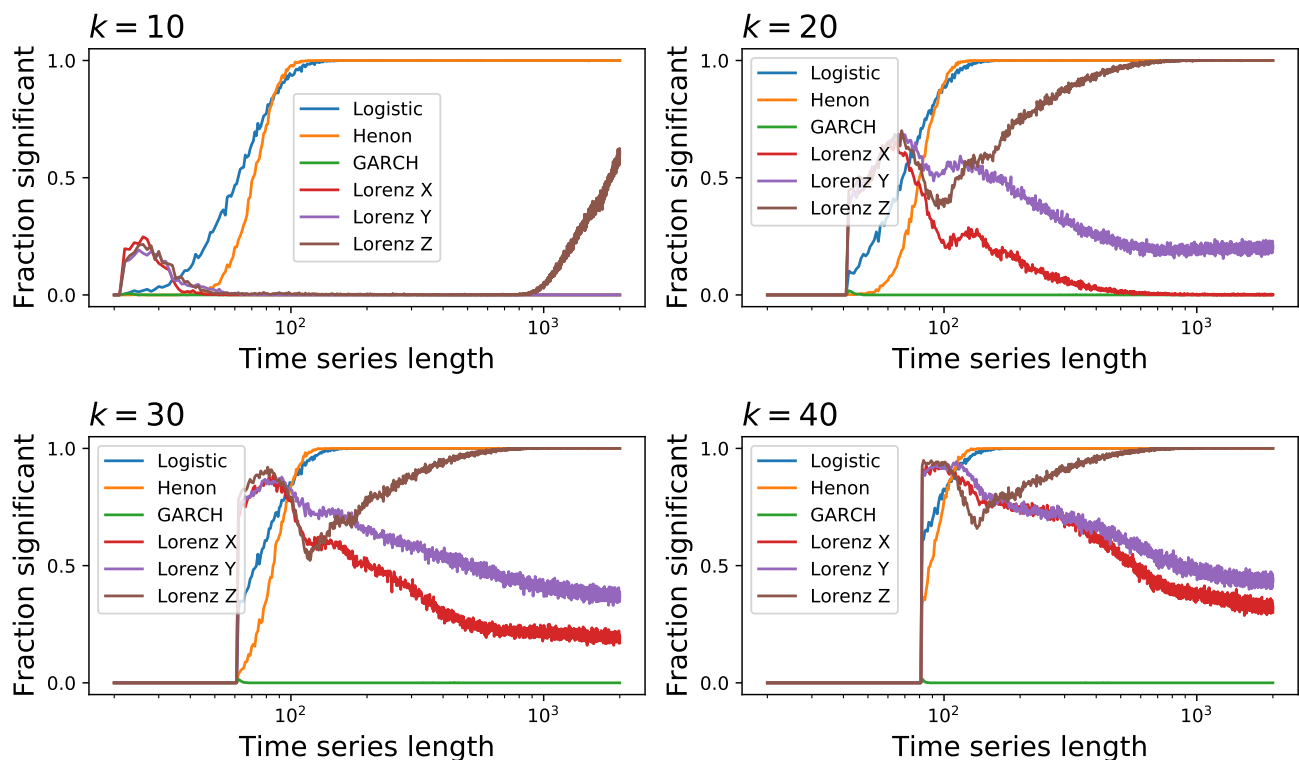 k = 10
Fraction significant
1.0
0.5
0.0
Logistic
Henon
GARCH
Lorenz X
Lorenz Y
Lorenz Z
10²
10³
Time series length
k = 20
Fraction significant
1.0
0.5
0.0
Logistic
Henon
GARCH
Lorenz X
Lorenz Y
Lorenz Z
10²
10³
Time series length
k = 30
Fraction significant
1.0
0.5
0.0
Logistic
Henon
GARCH
Lorenz X
Lorenz Y
Lorenz Z
10²
10³
Time series length
k = 40
Fraction significant
1.0
0.5
0.0
Logistic
Henon
GARCH
Lorenz X
Lorenz Y
Lorenz Z
10²
10³
Time series length